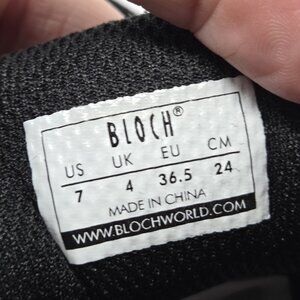 BLOCH®
US UK EU CM
7 4 36.5 24
MADE IN CHINA
WWW.BLOCHWORLD.COM